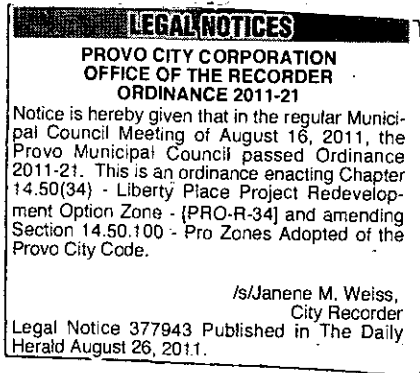 LEGAL NOTICES
PROVO CITY CORPORATION
OFFICE OF THE RECORDER
ORDINANCE 2011-21
Notice is hereby given that in the regular Munici-
pal Council Meeting of August 16, 2011, the
Provo Municipal Council passed Ordinance
2011-21. This is an ordinance enacting Chapter
14.50(34) - Liberty Place Project Redevelop-
ment Option Zone - [PRO-R-34] and amending
Section 14.50.100 - Pro Zones Adopted of the
Provo City Code.
/s/Janene M. Weiss,
City Recorder
Legal Notice 377943 Published in The Daily
Herald August 26, 2011.